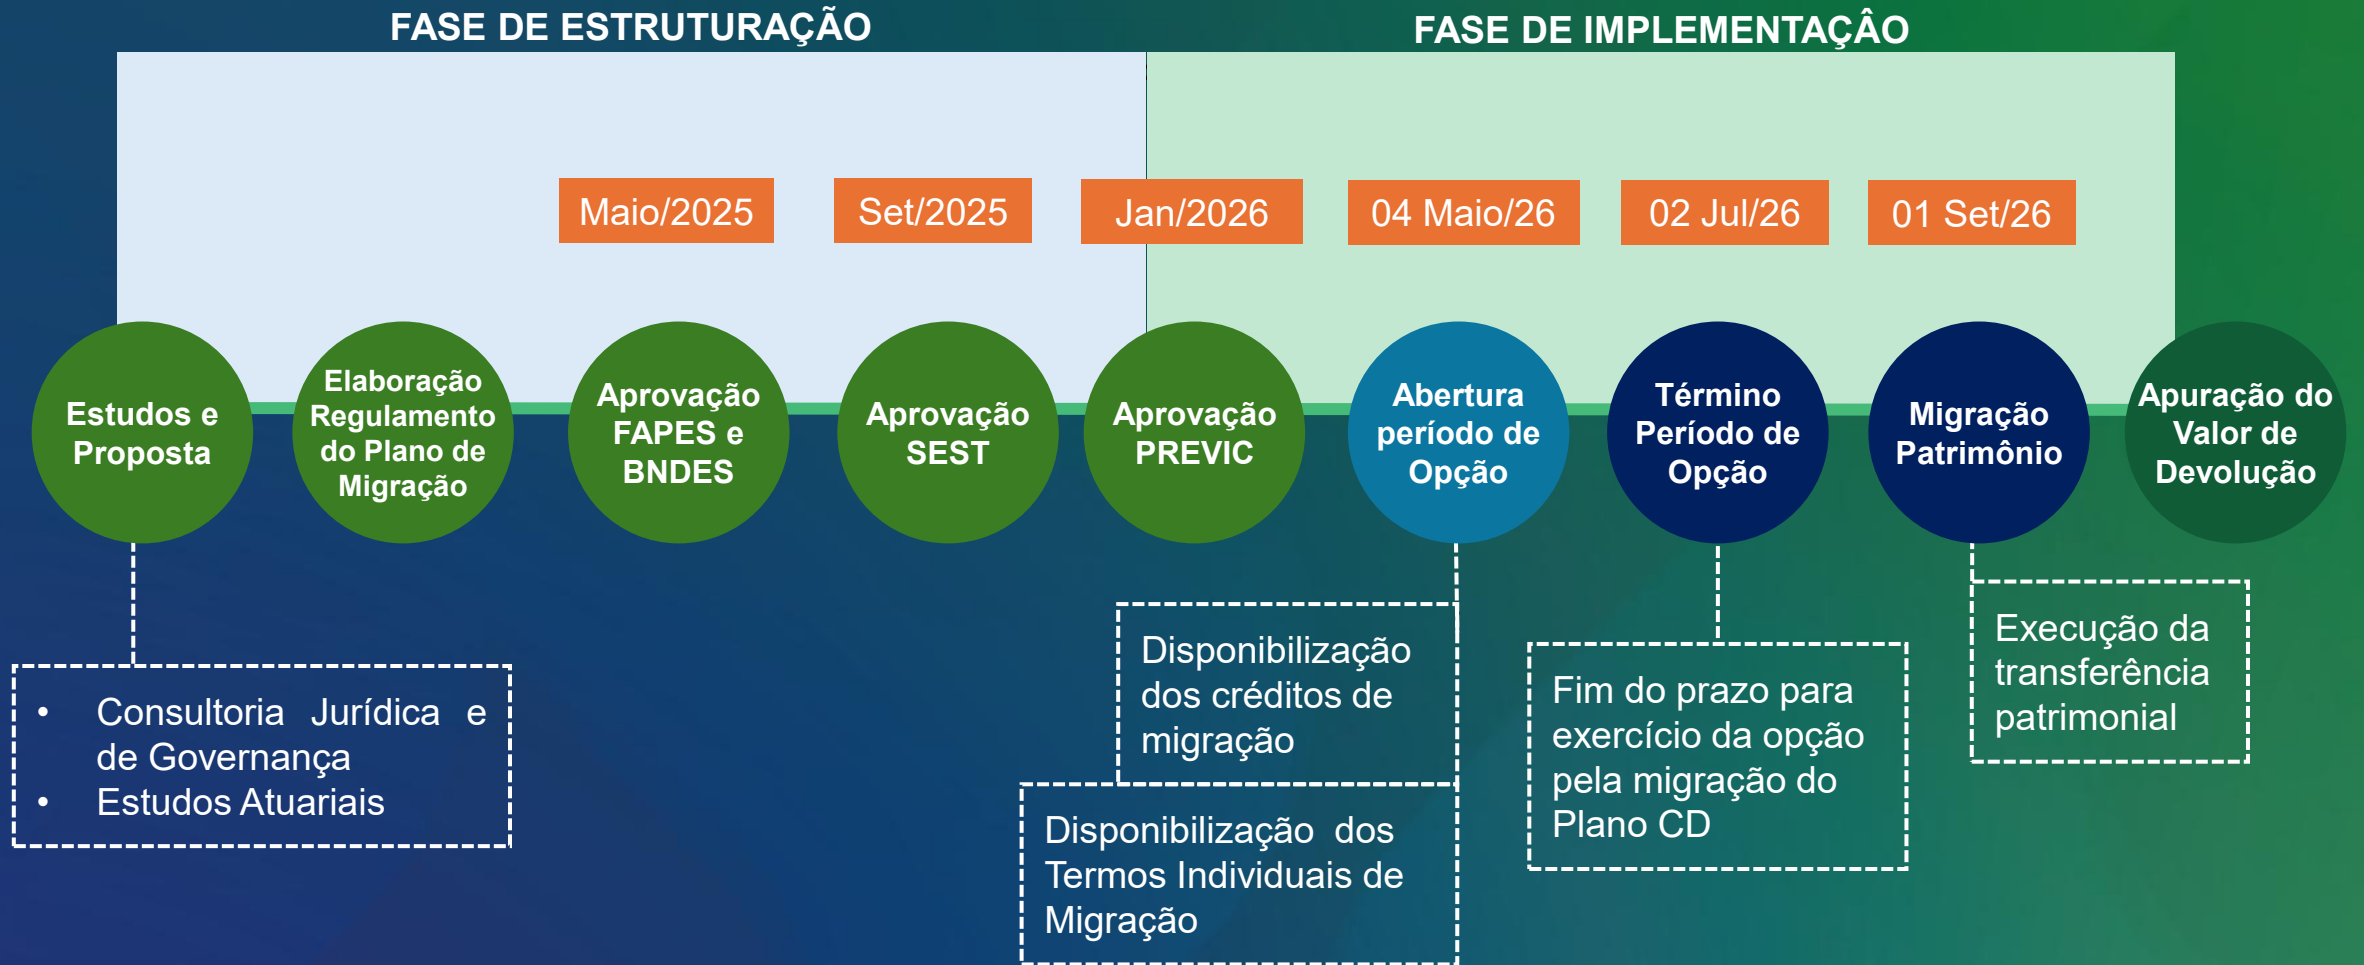 FASE DE ESTRUTURAÇÃO
FASE DE IMPLEMENTAÇÂO
Maio/2025
Set/2025
Jan/2026
04 Maio/26
02 Jul/26
01 Set/26
Estudos e
Proposta
Elaboração
Regulamento
do Plano de
Migração
Aprovação
FAPES e
BNDES
Aprovação
SEST
Aprovação
PREVIC
Abertura
período de
Opção
Término
Período de
Opção
Migração
Patrimônio
Apuração do
Valor de
Devolução
• Consultoria Jurídica e
de Governança
• Estudos Atuariais
Disponibilização
dos créditos de
migração
Disponibilização dos
Termos Individuais de
Migração
Fim do prazo para
exercício da opção
pela migração do
Plano CD
Execução da
transferência
patrimonial